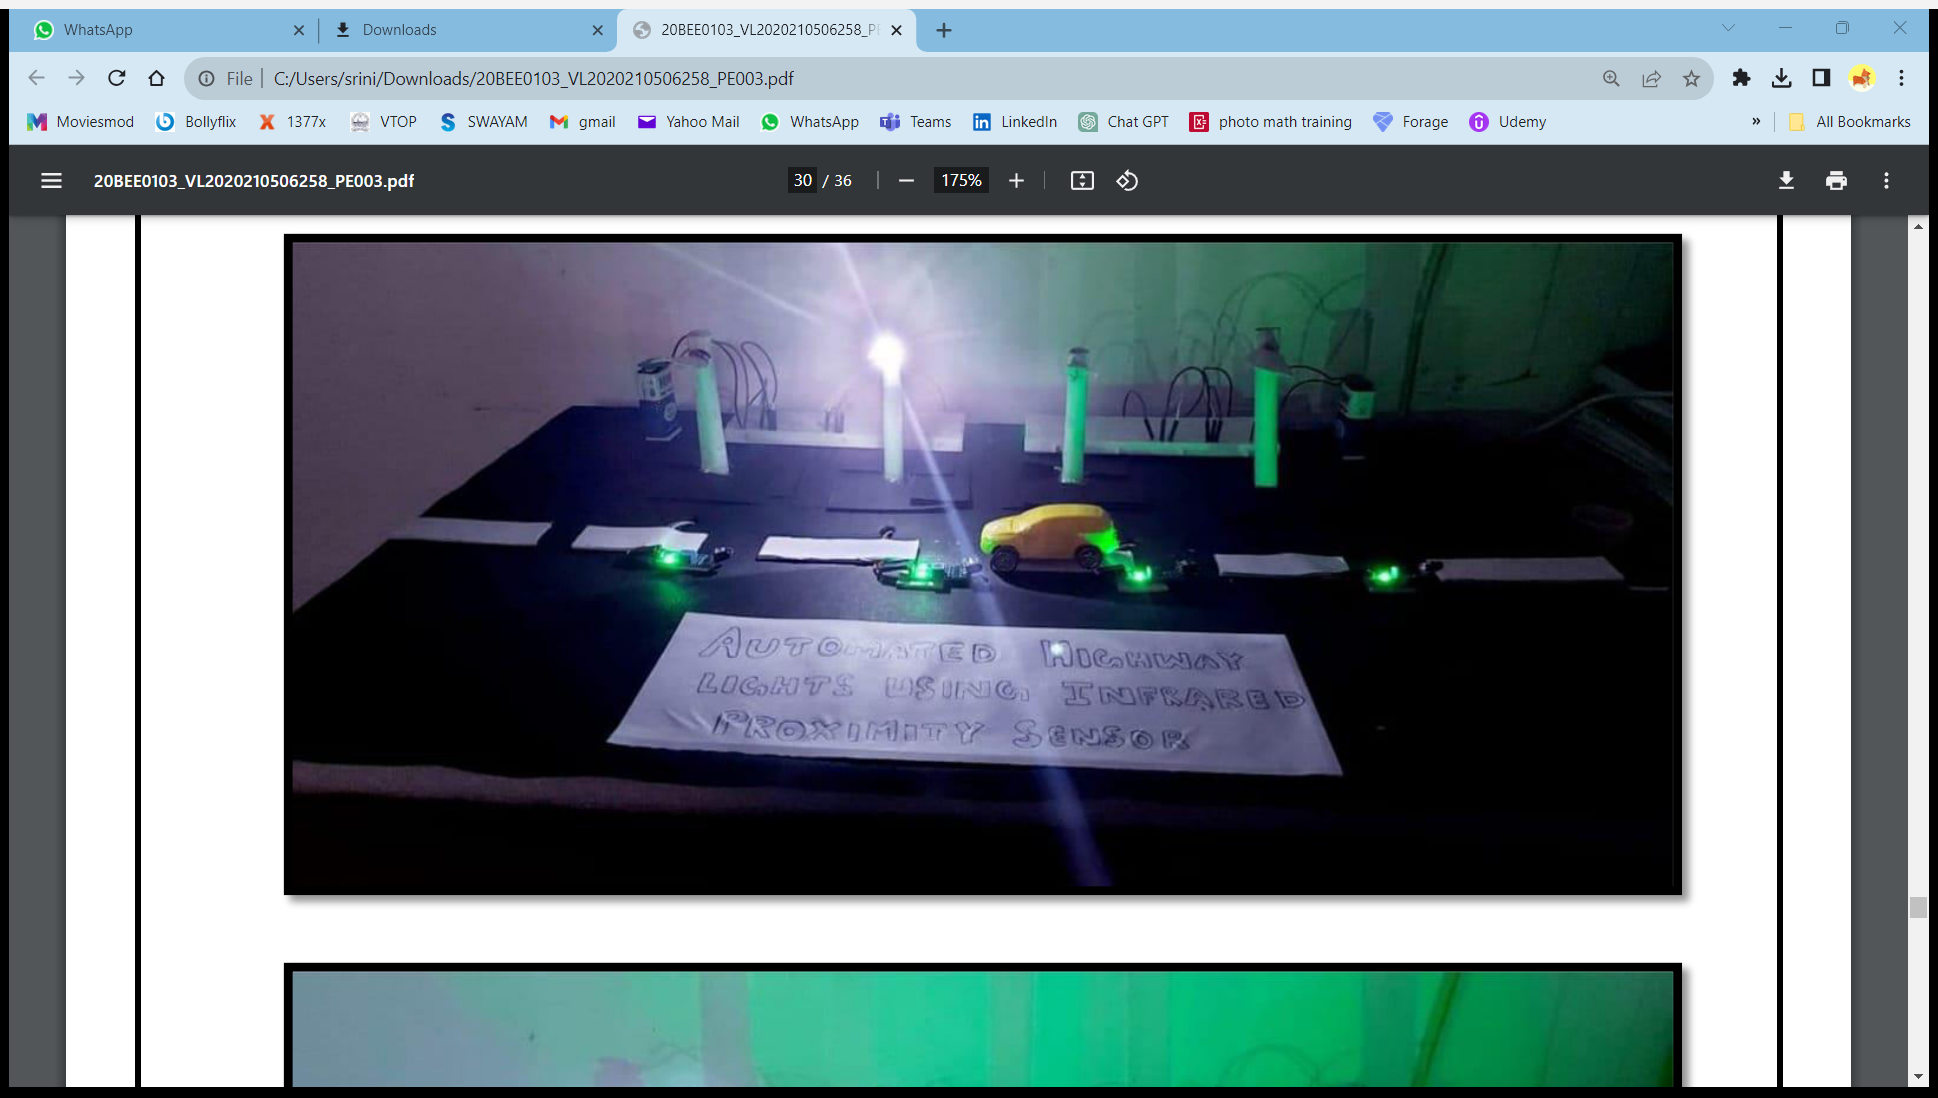 WhatsApp
Downloads
20BEE0103_VL2020210506258_P
File
C:/Users/srini/Downloads/20BEE0103_VL2020210506258_PE003.pdf
Moviesmod Bollyflix 1377x VTOP SWAYAM gmail Yahoo Mail WhatsApp Teams LinkedIn Chat GPT photo math training Forage Udemy » All Bookmarks
20BEE0103_VL2020210506258_PE003.pdf 30 / 36 175%
AUTOMATED HIGHWAY
LIGHTS USING INFRARED
PROXIMITY SENSOR